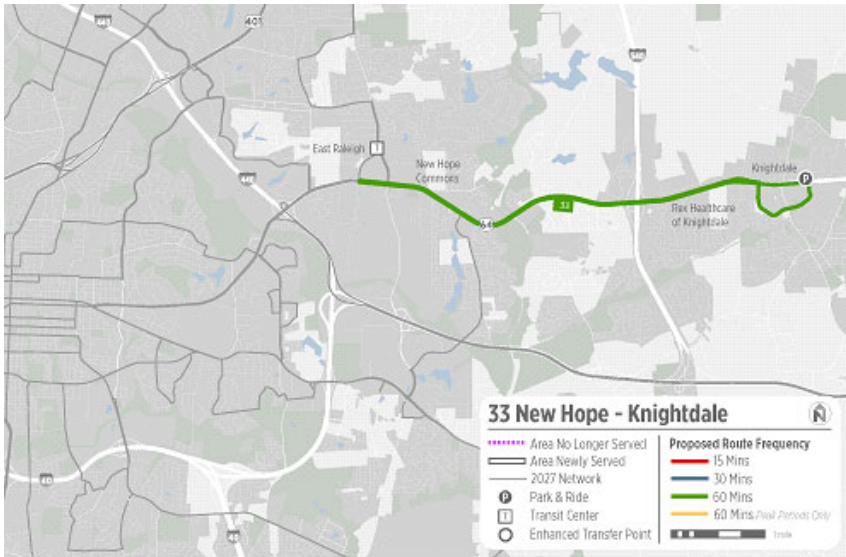 440
401
East Raleigh
T
New Hope
Commons
440
540
Knightdale
P
33
64
Rex Healthcare
of Knightdale
40
40
33 New Hope - Knightdale
N
Area No Longer Served
Area Newly Served
2027 Network
P Park & Ride
T Transit Center
Enhanced Transfer Point
Proposed Route Frequency
15 Mins
30 Mins
60 Mins
60 Mins Peak Periods Only
1 mile